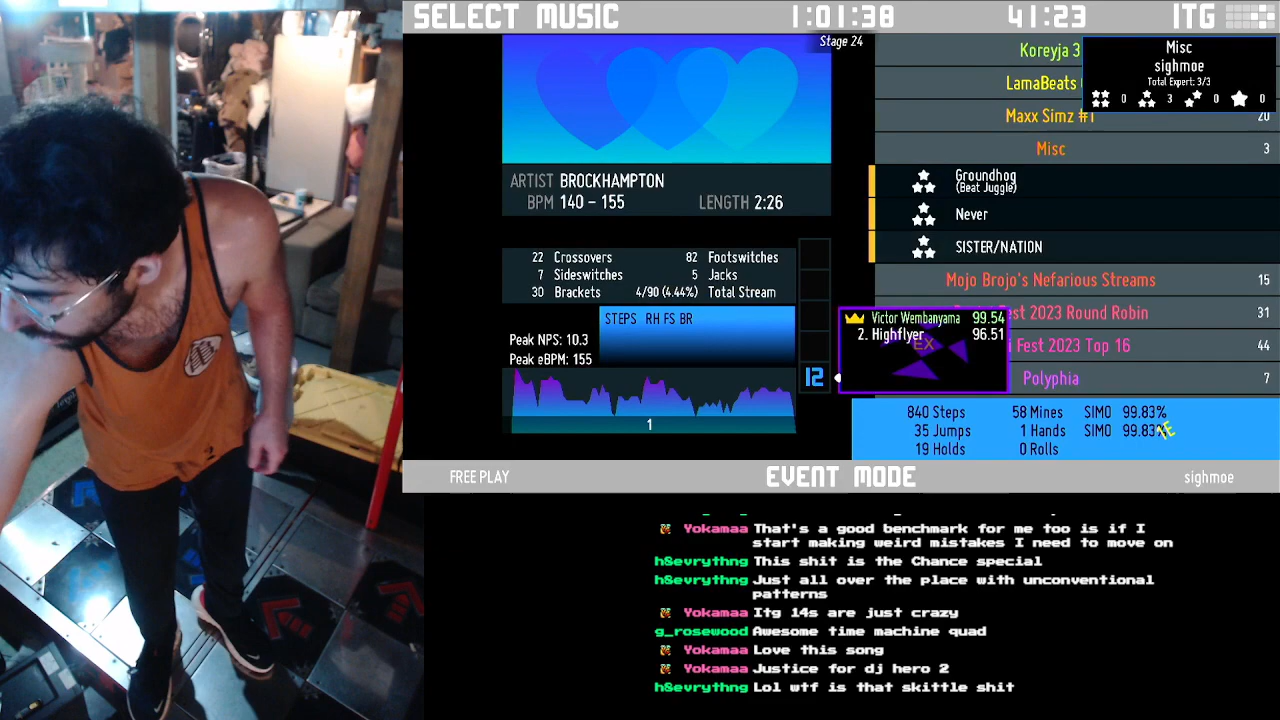 SELECT MUSIC 1:01:38 41:23 ITG
Stage 24
ARTIST BROCKHAMPTON
BPM 140 - 155 LENGTH 2:26
22 Crossovers 82 Footswitches
7 Sideswitches 5 Jacks
30 Brackets 4/90 (4.44%) Total Stream
Peak NPS: 10.3
Peak eBPM: 155
STEPS RH FS BR
1
12
Koreyja 3
LamaBeats
Maxx Simz #1 20
Misc 3
Groundhog
(Beat Juggle)
Never
SISTER/NATION
Mojo Brojo's Nefarious Streams 15
est 2023 Round Robin 31
Fest 2023 Top 16 44
Polyphia 7
Misc
sighmoe
Total Expert: 3/3
0 3 0 0
Victor Wembanyama 99.54
2. Highflyer 96.51
EX
840 Steps 58 Mines SIMO 99.83%
35 Jumps 1 Hands SIMO 99.83%
19 Holds 0 Rolls
FREE PLAY EVENT MODE sighmoe
Yokamaa That's a good benchmark for me too is if I
start making weird mistakes I need to move on
h8evrythng This shit is the Chance special
h8evrythng Just all over the place with unconventional
patterns
Yokamaa Itg 14s are just crazy
g_rosewood Awesome time machine quad
Yokamaa Love this song
Yokamaa Justice for dj hero 2
h8evrythng Lol wtf is that skittle shit